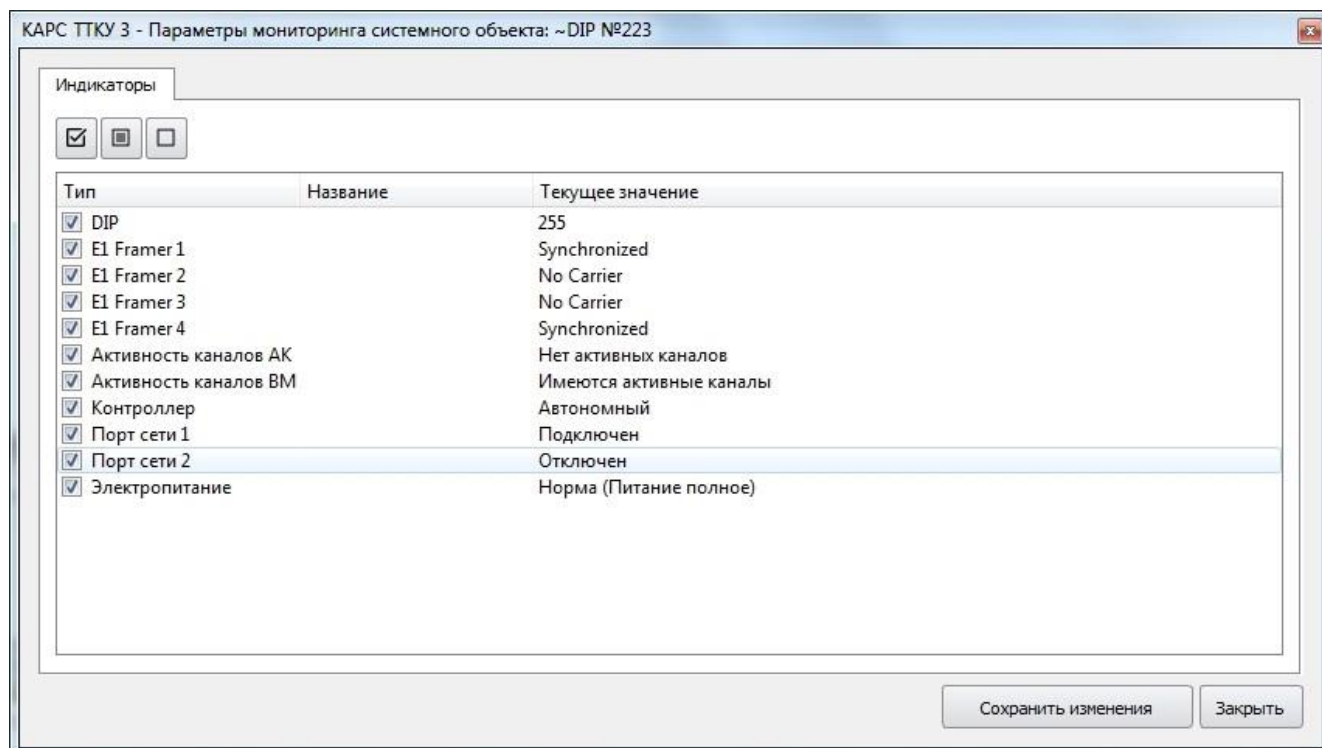 КАРС ТТКУ 3 - Параметры мониторинга системного объекта: ~DIP №223
Индикаторы
Тип Название Текущее значение
DIP 255
E1 Framer 1 Synchronized
E1 Framer 2 No Carrier
E1 Framer 3 No Carrier
E1 Framer 4 Synchronized
Активность каналов АК Нет активных каналов
Активность каналов ВМ Имеются активные каналы
Контроллер Автономный
Порт сети 1 Подключен
Порт сети 2 Отключен
Электропитание Норма (Питание полное)
Сохранить изменения Закрыть